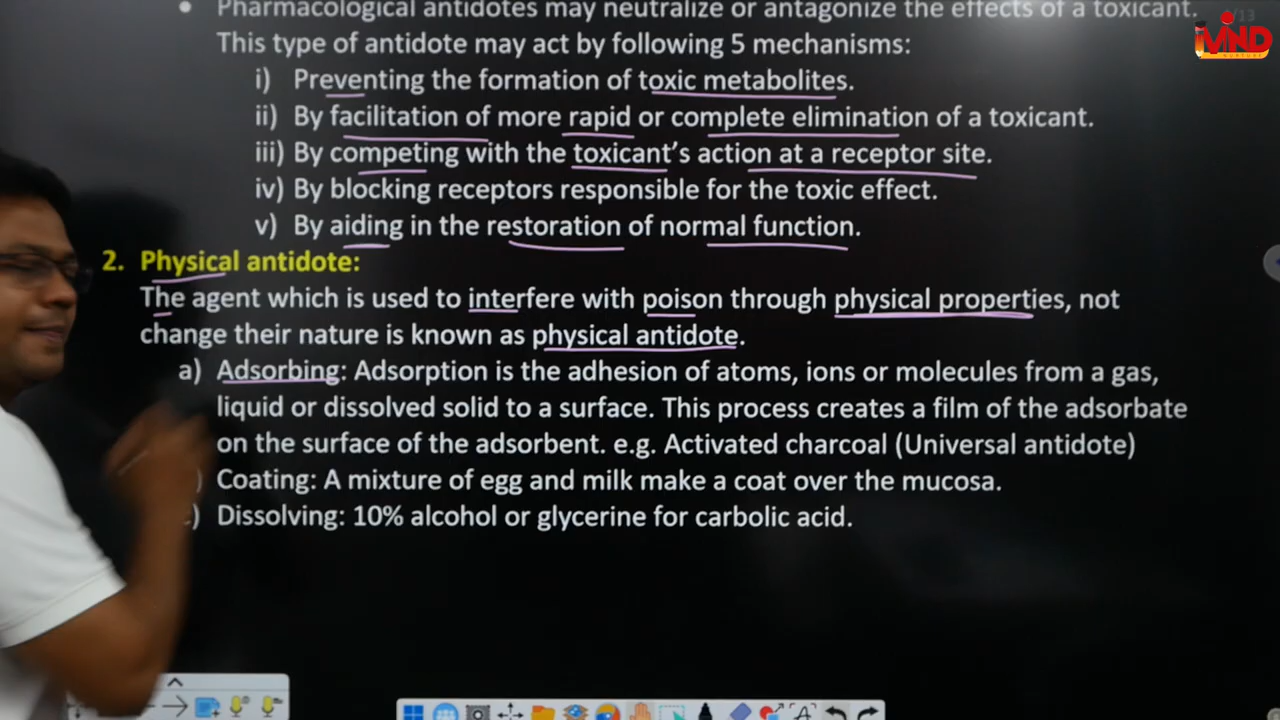 Pharmacological antidotes may neutralize or antagonize the effects of a toxicant.
/13
This type of antidote may act by following 5 mechanisms:
MIND
i) Preventing the formation of toxic metabolites.
ii) By facilitation of more rapid or complete elimination of a toxicant.
iii) By competing with the toxicant's action at a receptor site.
iv) By blocking receptors responsible for the toxic effect.
v) By aiding in the restoration of normal function.
2. Physical antidote:
The agent which is used to interfere with poison through physical properties, not
change their nature is known as physical antidote.
a) Adsorbing: Adsorption is the adhesion of atoms, ions or molecules from a gas,
liquid or dissolved solid to a surface. This process creates a film of the adsorbate
on the surface of the adsorbent. e.g. Activated charcoal (Universal antidote)
) Coating: A mixture of egg and milk make a coat over the mucosa.
) Dissolving: 10% alcohol or glycerine for carbolic acid.